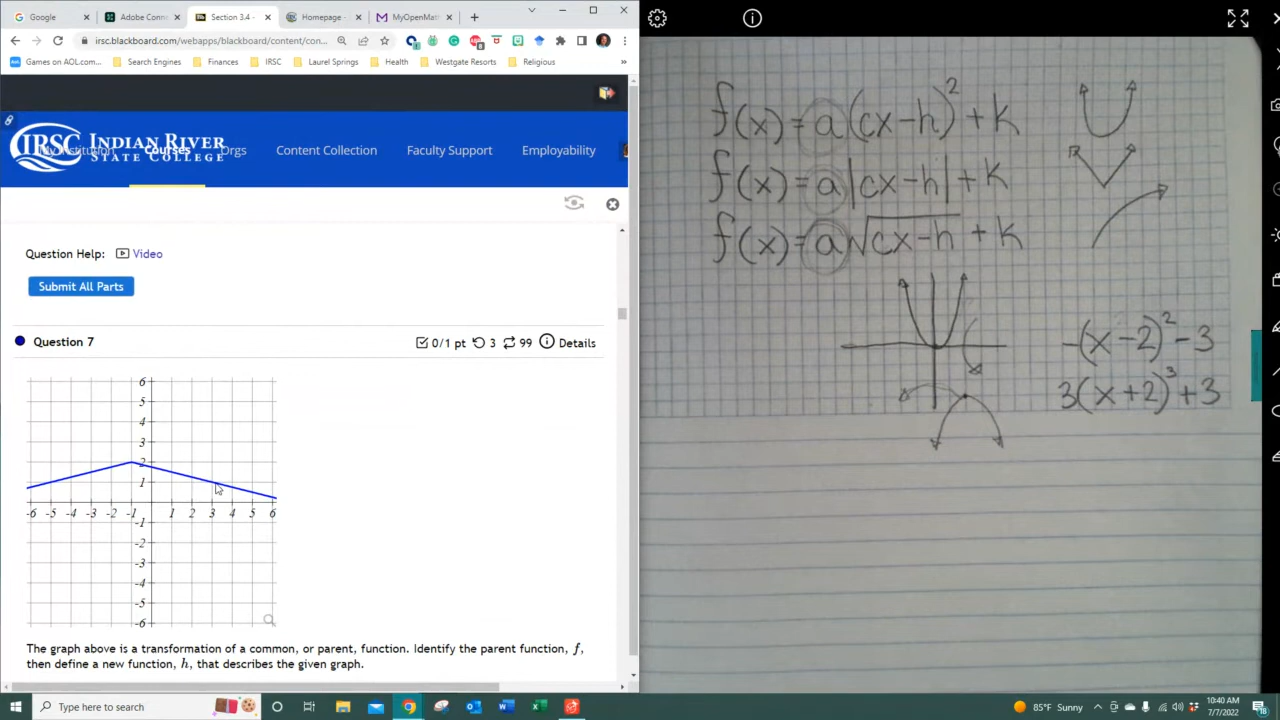 Google
Adobe Conne
Section 3.4 -
Homepage -
MyOpenMath
irsc.blackboard.com/webapps/blackboard/content/con...
Games on AOL.com...
Search Engines
Finances
IRSC
Laurel Springs
Health
Westgate Resorts
Religious
IRSC INDIAN RIVER
STATE COLLEGE
My Institution
Courses
Orgs
Content Collection
Faculty Support
Employability
Question Help: Video
Submit All Parts
Question 7
0/1 pt 3 99 Details
6
5
4
3
2
1
-6 -5 -4 -3 -2 -1 1 2 3 4 5 6
-1
-2
-3
-4
-5
-6
The graph above is a transformation of a common, or parent, function. Identify the parent function, f,
then define a new function, h, that describes the given graph.
f(x)=a(cx-h)²+k
f(x)=a|cx-h|+k
f(x)=a√cx-h+k
-(x-2)²-3
3(x+2)³+3
Type here to search
85°F Sunny
10:40 AM
7/7/2022
18